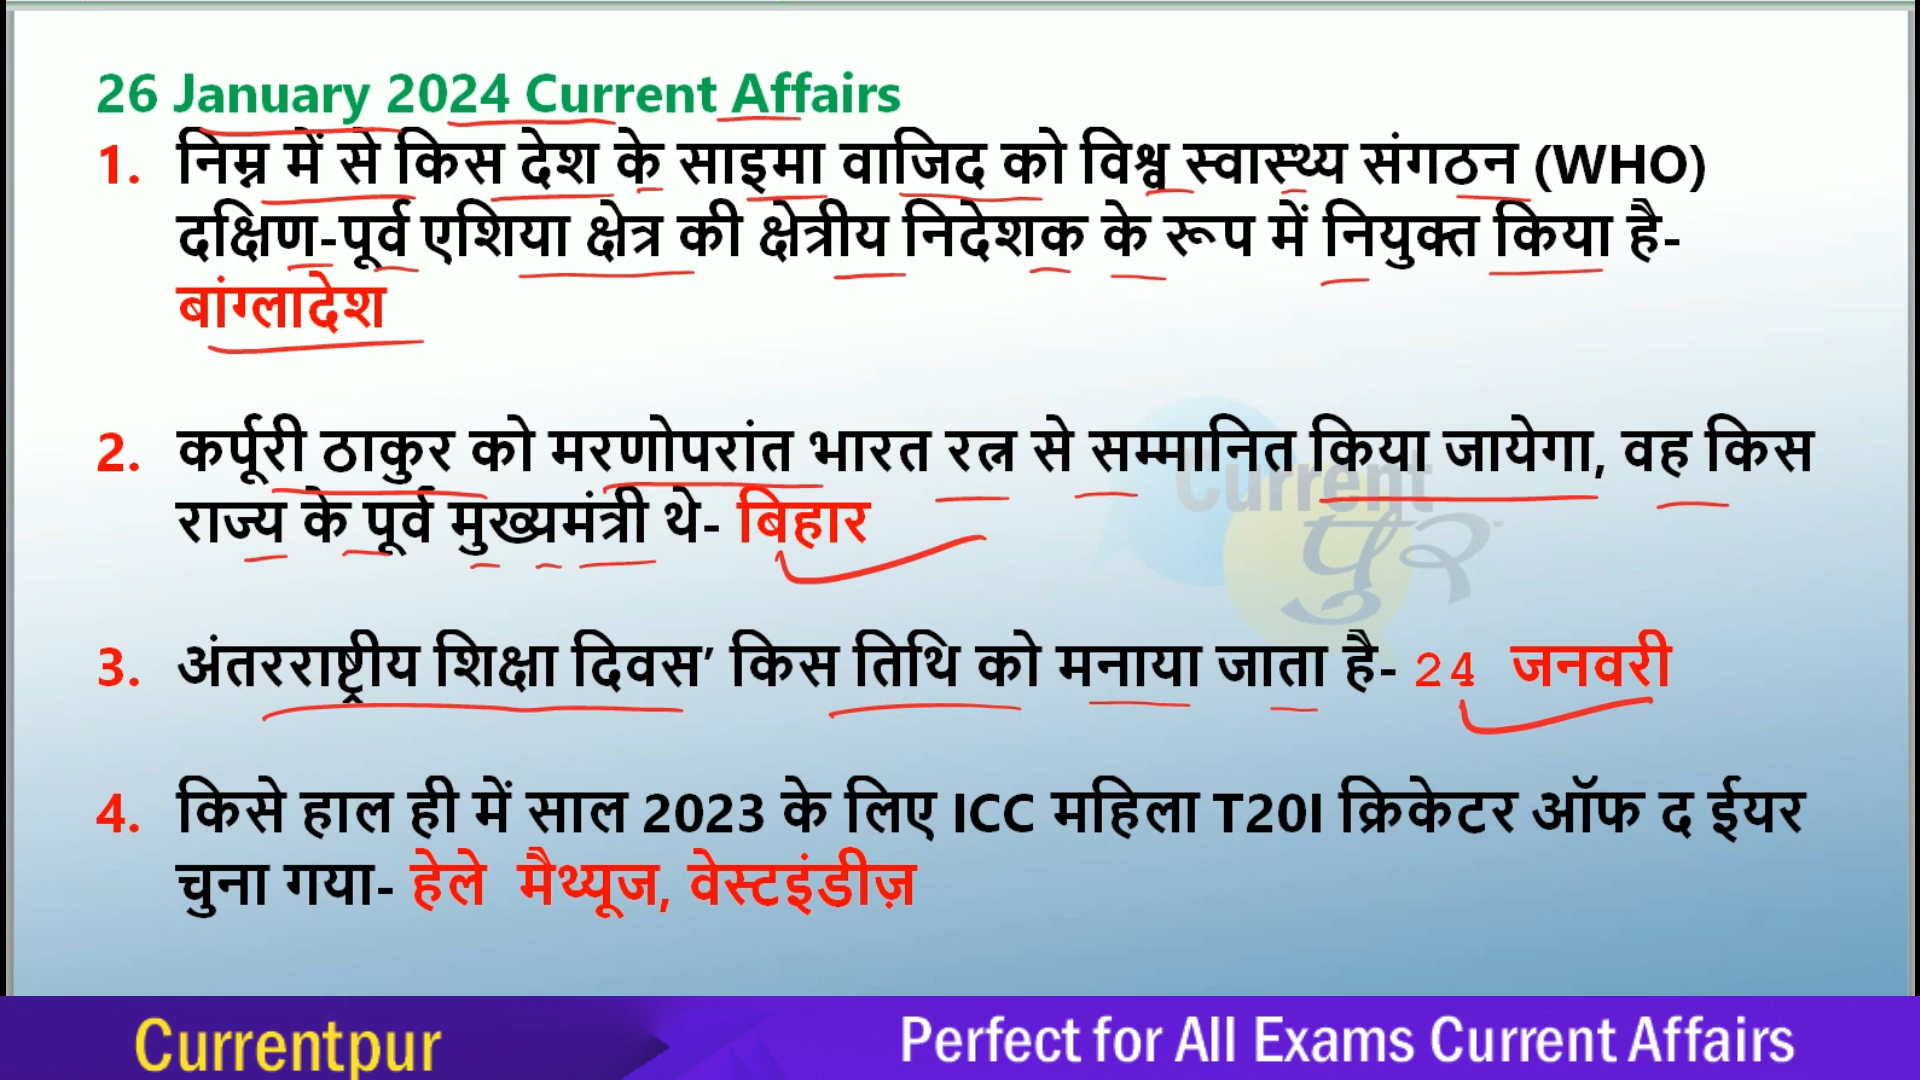 26 January 2024 Current Affairs
1. निम्न में से किस देश के साइमा वाजिद को विश्व स्वास्थ्य संगठन (WHO)
दक्षिण-पूर्व एशिया क्षेत्र की क्षेत्रीय निदेशक के रूप में नियुक्त किया है-
बांग्लादेश
2. कर्पूरी ठाकुर को मरणोपरांत भारत रत्न से सम्मानित किया जायेगा, वह किस
राज्य के पूर्व मुख्यमंत्री थे- बिहार
Current
पुर
3. अंतरराष्ट्रीय शिक्षा दिवस’ किस तिथि को मनाया जाता है- 24 जनवरी
4. किसे हाल ही में साल 2023 के लिए ICC महिला T20I क्रिकेटर ऑफ द ईयर
चुना गया- हेले मैथ्यूज, वेस्टइंडीज़
Currentpur
Perfect for All Exams Current Affairs